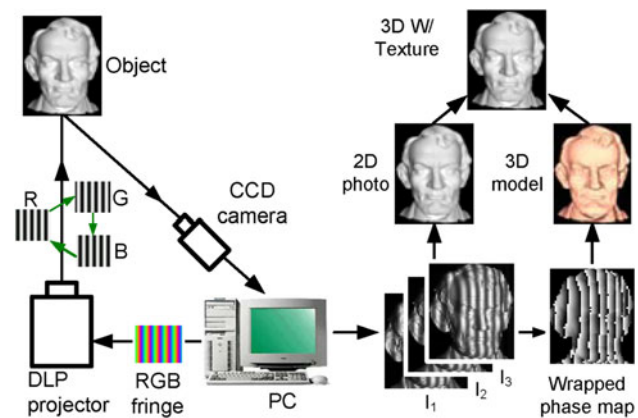 Object
3D W/
Texture
R
G
B
CCD
camera
2D
photo
3D
model
DLP
projector
RGB
fringe
PC
I₁
I₂
I₃
Wrapped
phase map